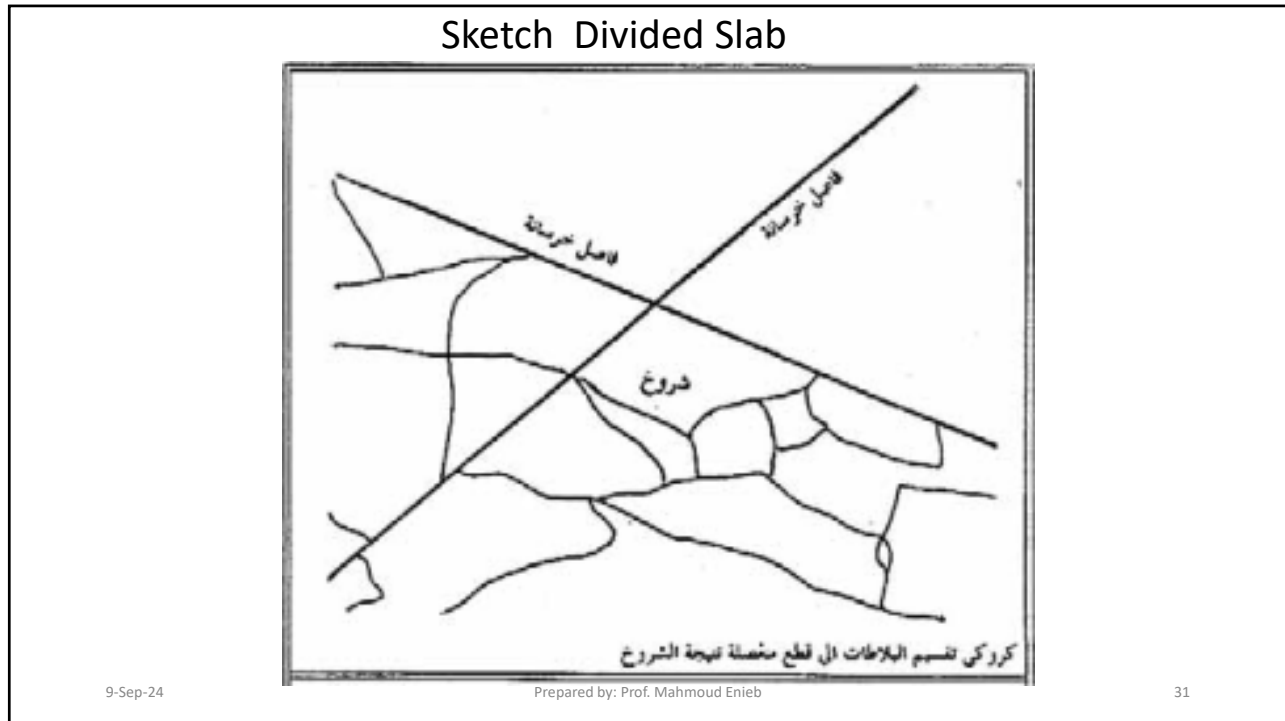 Sketch Divided Slab
فاصل خرسانة
فاصل خرسانة
شروخ
كروكى تقسيم البلاطات الى قطع منفصلة نتيجة الشروخ
9-Sep-24
Prepared by: Prof. Mahmoud Enieb
31